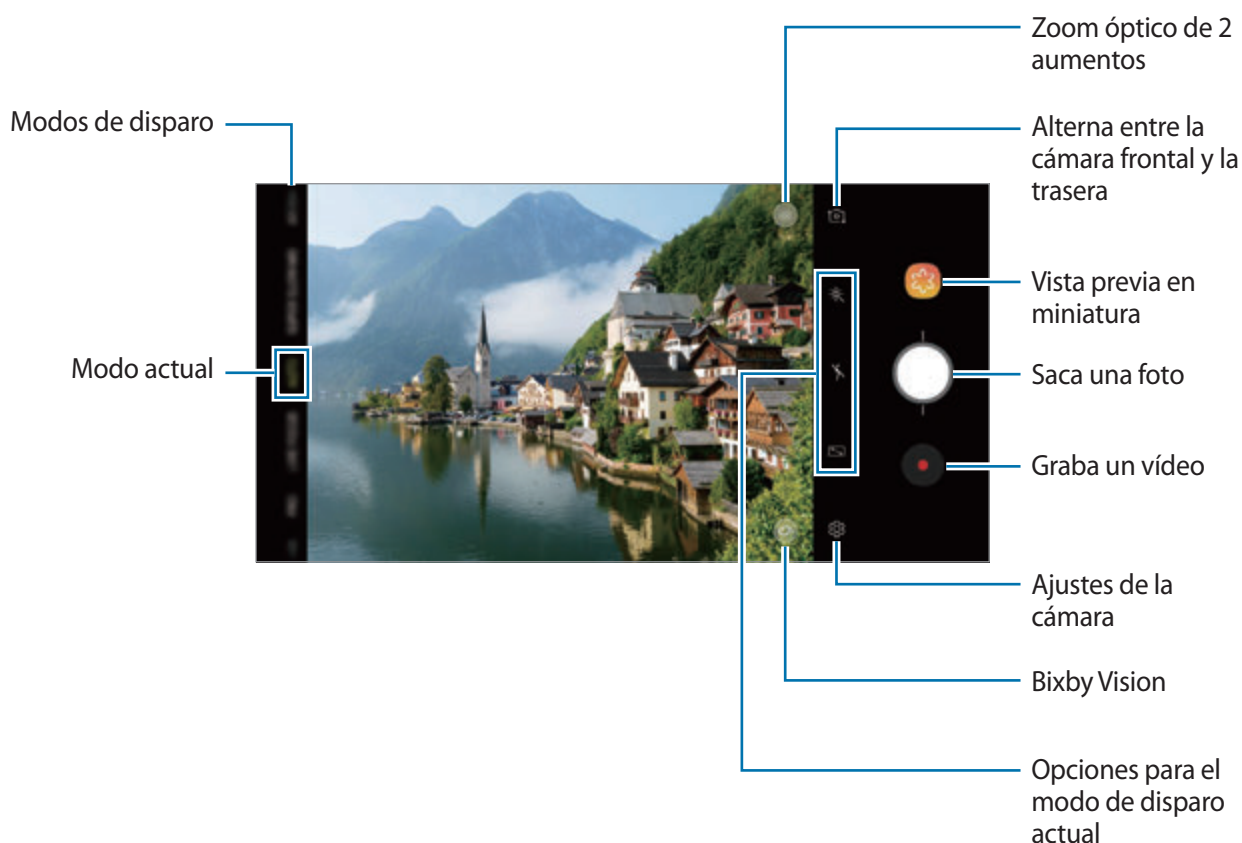 Zoom óptico de 2
aumentos
Modos de disparo
Alterna entre la
cámara frontal y la
trasera
Vista previa en
miniatura
Modo actual
Saca una foto
Graba un vídeo
Ajustes de la
cámara
Bixby Vision
Opciones para el
modo de disparo
actual